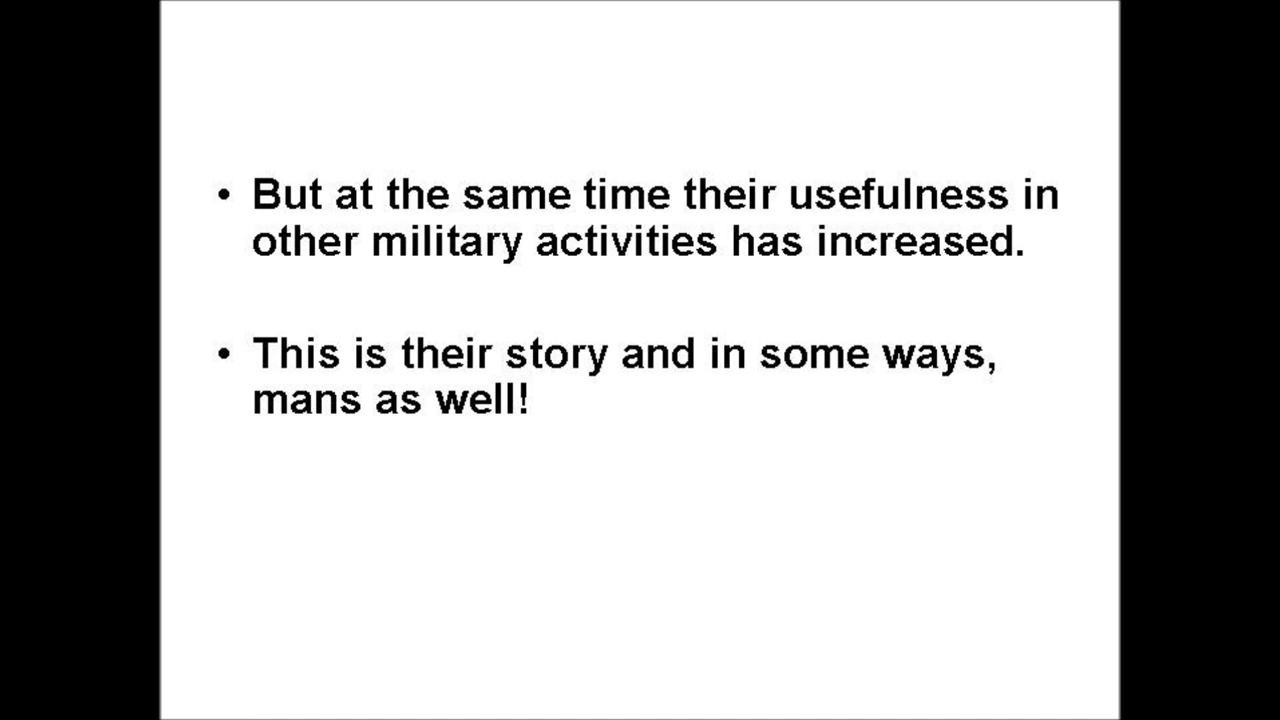 • But at the same time their usefulness in
other military activities has increased.
• This is their story and in some ways,
mans as well!